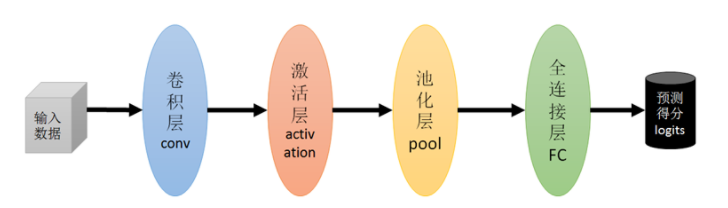 输入
数据
卷
积
层
conv
激
活
层
activ
ation
池
化
层
pool
全
连
接
层
FC
预测
得分
logits